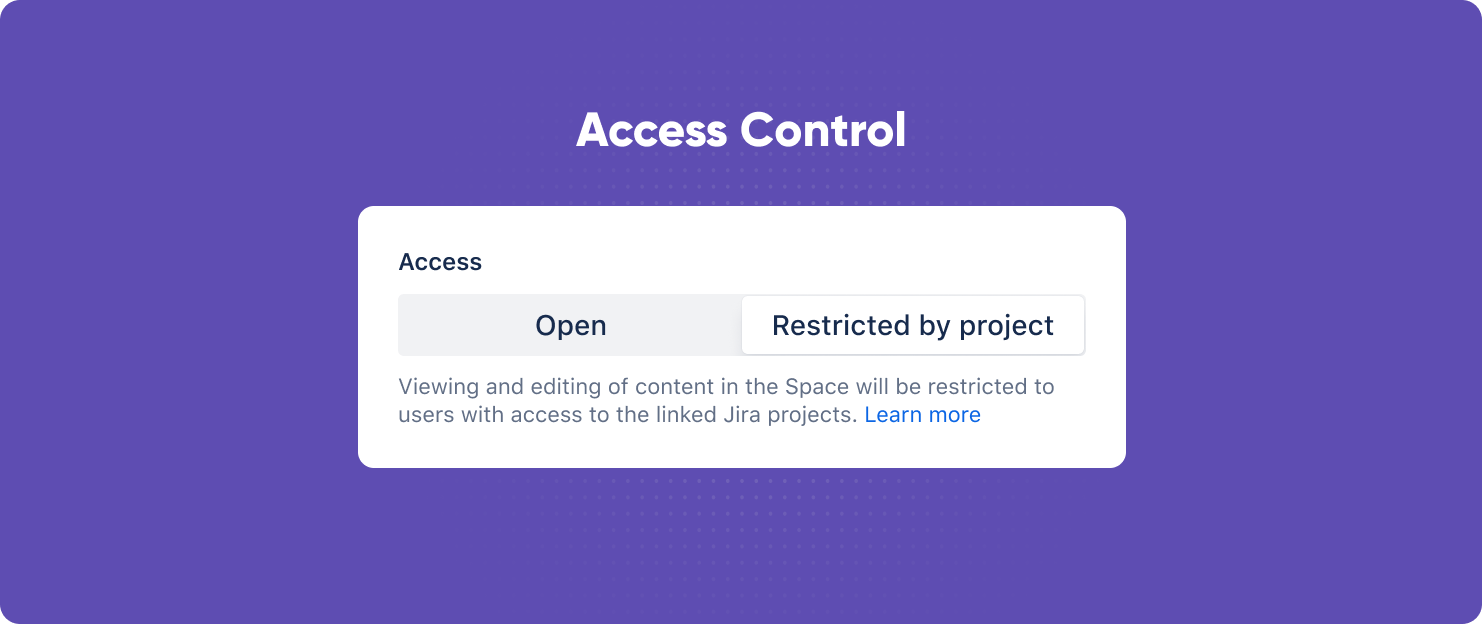 Access Control
Access
Open
Restricted by project
Viewing and editing of content in the Space will be restricted to
users with access to the linked Jira projects. Learn more